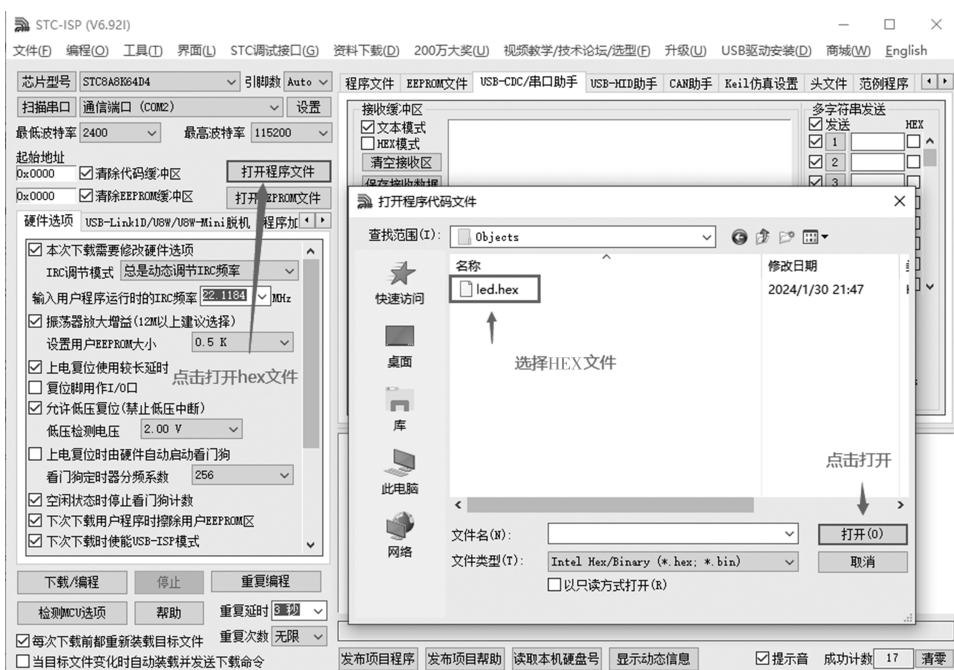 STC-ISP (V6.92I)
文件(F) 编程(O) 工具(T) 界面(L) STC调试接口(G) 资料下载(D) 200万大奖(U) 视频教学/技术论坛/选型(F) 升级(U) USB驱动安装(D) 商城(W) English
芯片型号 STC8A8K64D4 引脚数 Auto
程序文件 EEPROM文件 USB-CDC/串口助手 USB-HID助手 CAN助手 Keil仿真设置 头文件 范例程序
扫描串口 通信端口 (COM2) 设置
最低波特率 2400 最高波特率 115200
起始地址
0x0000 清除代码缓冲区 打开程序文件
0x0000 清除EEPROM缓冲区 打开EEPROM文件
硬件选项 USB-Link1D/U8W/U8W-Mini脱机 程序加
本次下载需要修改硬件选项
IRC调节模式 总是动态调节IRC频率
输入用户程序运行时的IRC频率 22.1184 MHz
振荡器放大增益(12M以上建议选择)
设置用户EEPROM大小 0.5 K
上电复位使用较长延时
点击打开hex文件
复位脚用作I/O口
允许低压复位(禁止低压中断)
低压检测电压 2.00 V
上电复位时由硬件自动启动看门狗
看门狗定时器分频系数 256
空闲状态时停止看门狗计数
下次下载用户程序时擦除用户EEPROM区
下次下载时使能USB-ISP模式
下载/编程 停止 重复编程
检测MCU选项 帮助 重复延时 3 秒
每次下载前都重新装载目标文件 重复次数 无限
当目标文件变化时自动装载并发送下载命令
接收缓冲区
文本模式
HEX模式
清空接收区
保存接收数据
多字符串发送
发送 HEX
1
2
3
打开程序代码文件
查找范围(I): Objects
名称 修改日期
led.hex 2024/1/30 21:47
快速访问
桌面
库
此电脑
网络
选择HEX文件
点击打开
文件名(N): 打开(O)
文件类型(T): Intel Hex/Binary (*.hex; *.bin) 取消
以只读方式打开(R)
发布项目程序 发布项目帮助 读取本机硬盘号 显示动态信息 提示音 成功计数 17 清零